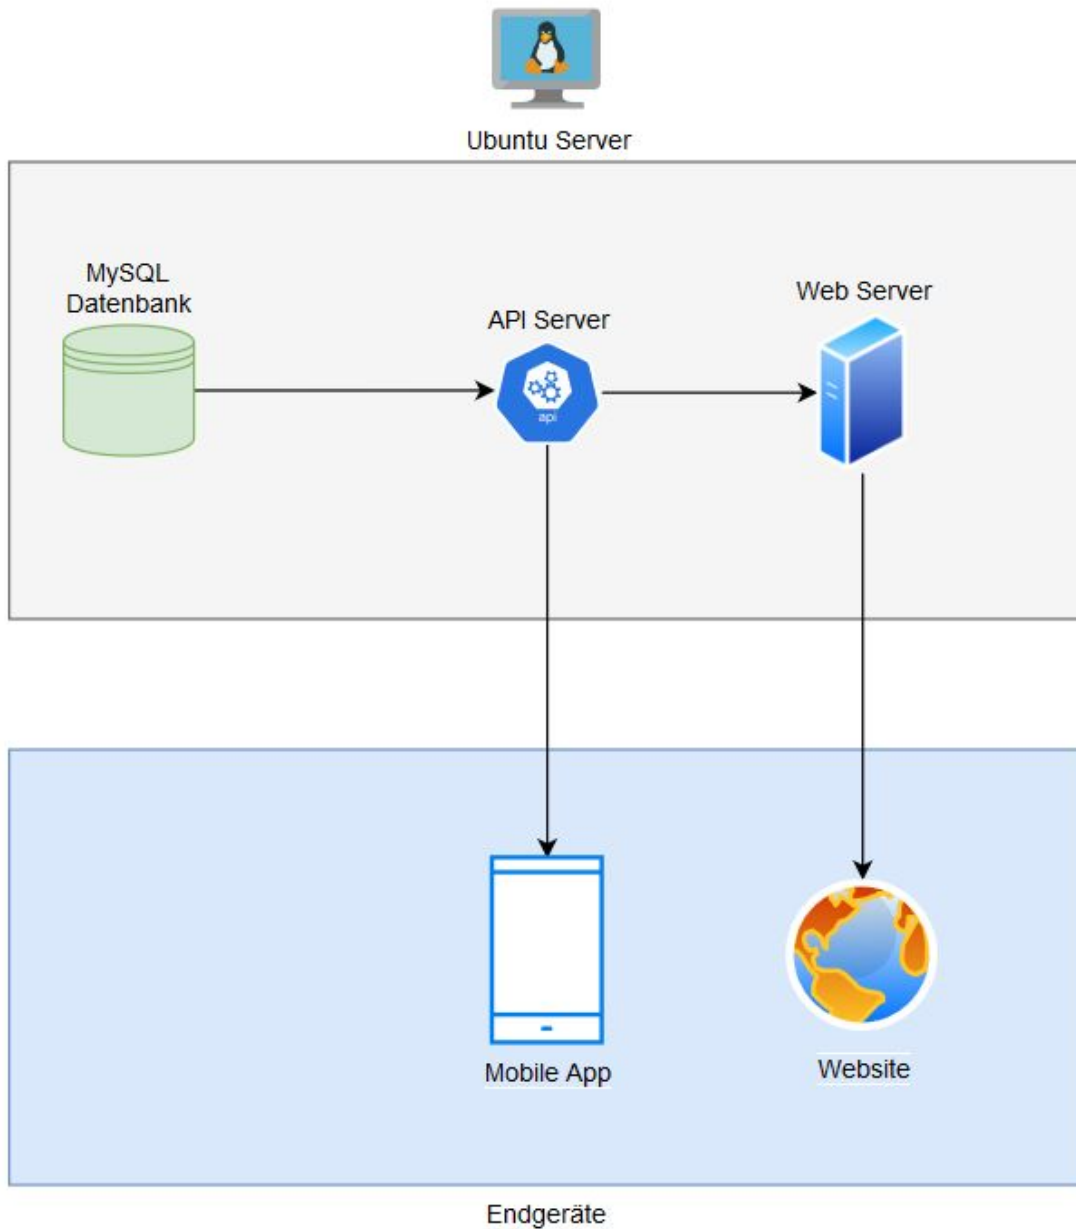 Ubuntu Server
MySQL
Datenbank
API Server
Web Server
api
Mobile App
Website
Endgeräte